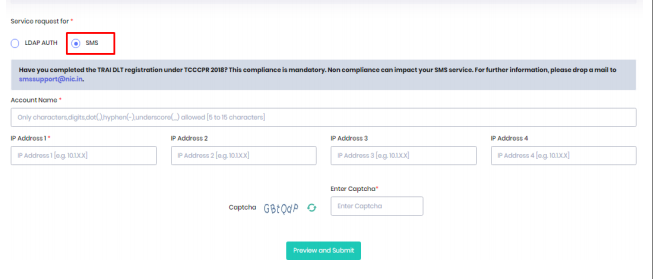 Service request for *
LDAP AUTH SMS
Have you completed the TRAI DLT registration under TCCCPR 2018? This compliance is mandatory. Non compliance can impact your SMS service. For further information, please drop a mail to
smssupport@nic.in.
Account Name *
Only characters,digits,dot(.),hyphen(-),underscore(_) allowed [6 to 15 characters]
IP Address 1 * IP Address 2 IP Address 3 IP Address 4
IP Address 1 [e.g. 10.1.X.X] IP Address 2 [e.g. 10.1.X.X] IP Address 3 [e.g. 10.1.X.X] IP Address 4 [e.g. 10.1.X.X]
Enter Captcha*
Captcha GBtQdP Enter Captcha
Preview and Submit